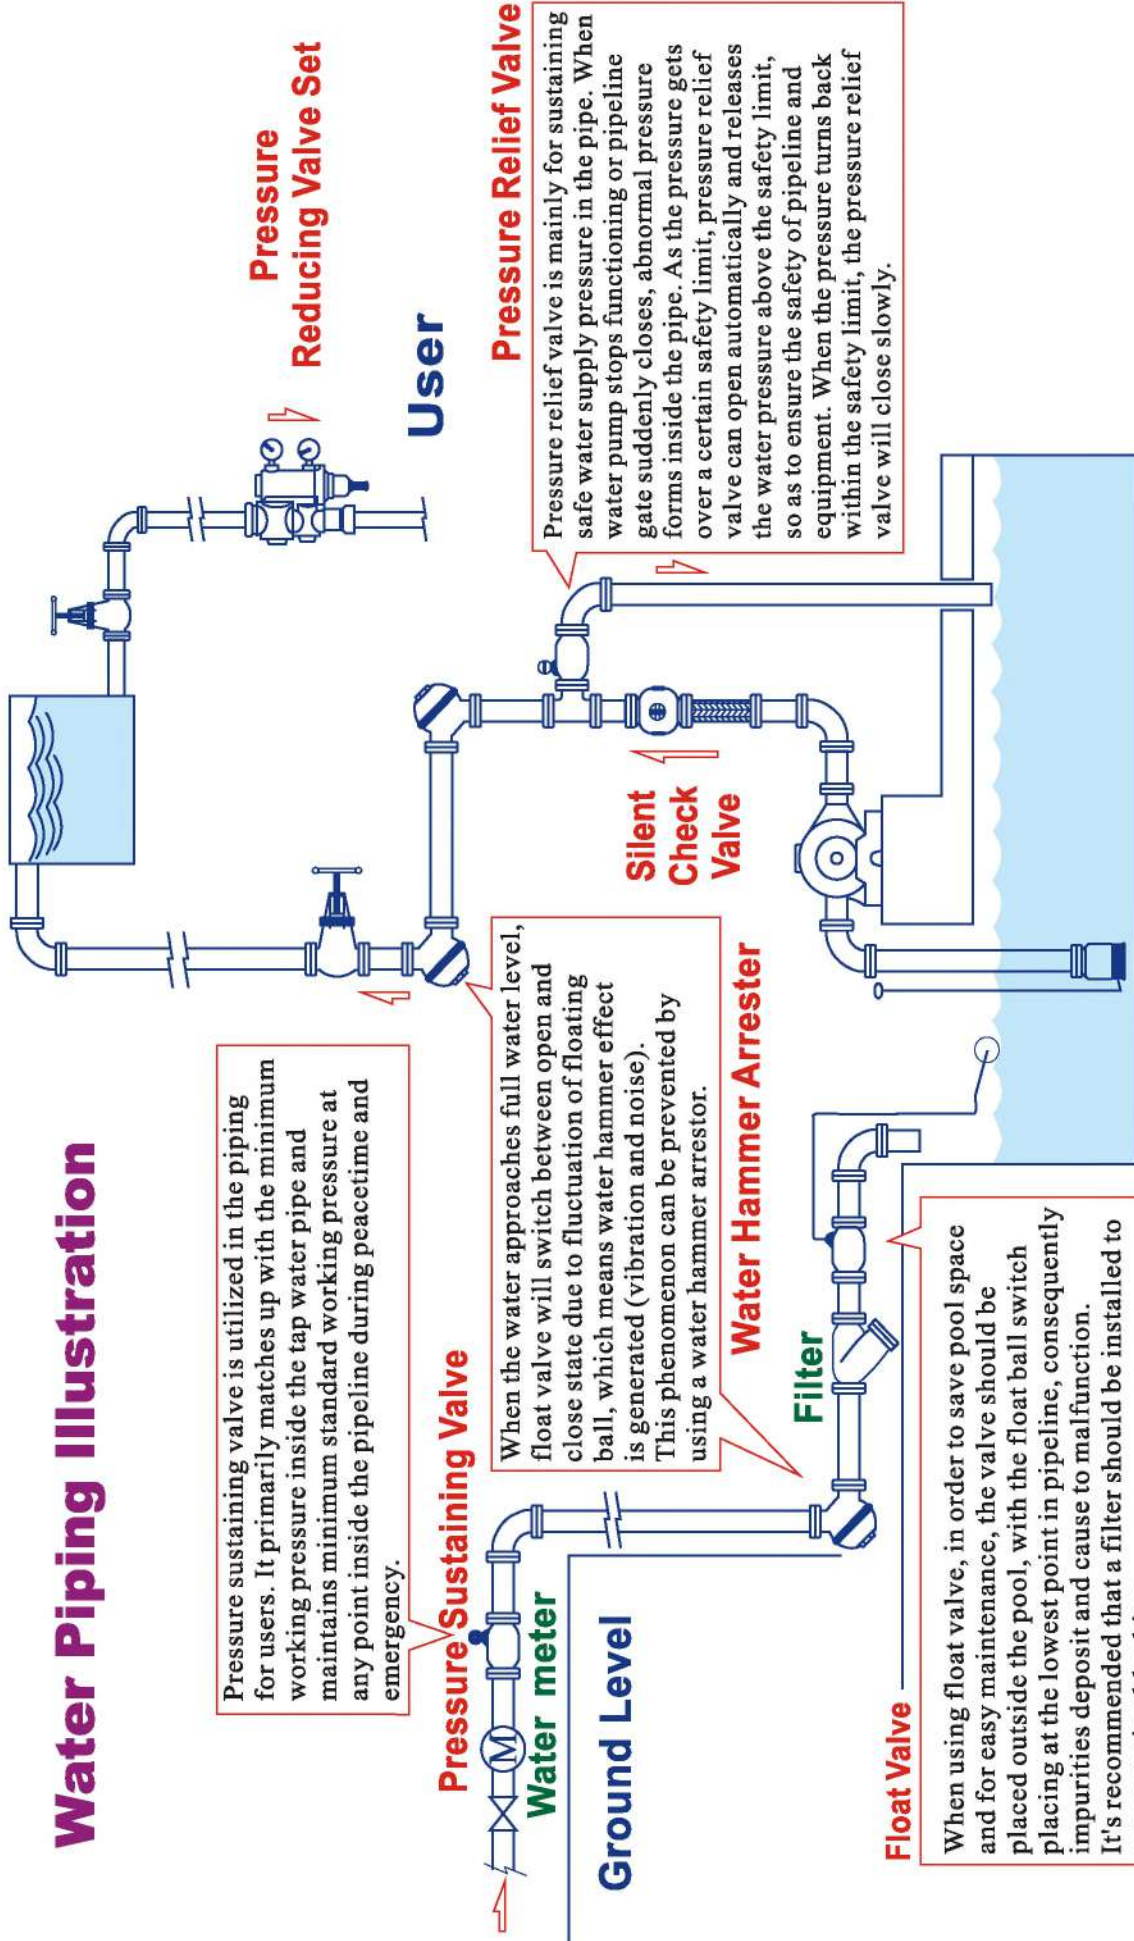 Water Piping Illustration
Pressure sustaining valve is utilized in the piping
for users. It primarily matches up with the minimum
working pressure inside the tap water pipe and
maintains minimum standard working pressure at
any point inside the pipeline during peacetime and
emergency.
Pressure Sustaining Valve
M
Water meter
Ground Level
Pressure
Reducing Valve Set
User
When the water approaches full water level,
float valve will switch between open and
close state due to fluctuation of floating
ball, which means water hammer effect
is generated (vibration and noise).
This phenomenon can be prevented by
using a water hammer arrestor.
Water Hammer Arrester
Silent
Check
Valve
Pressure Relief Valve
Pressure relief valve is mainly for sustaining
safe water supply pressure in the pipe. When
water pump stops functioning or pipeline
gate suddenly closes, abnormal pressure
forms inside the pipe. As the pressure gets
over a certain safety limit, pressure relief
valve can open automatically and releases
the water pressure above the safety limit,
so as to ensure the safety of pipeline and
equipment. When the pressure turns back
within the safety limit, the pressure relief
valve will close slowly.
Filter
Float Valve
When using float valve, in order to save pool space
and for easy maintenance, the valve should be
placed outside the pool, with the float ball switch
placing at the lowest point in pipeline, consequently
impurities deposit and cause to malfunction.
It's recommended that a filter should be installed to